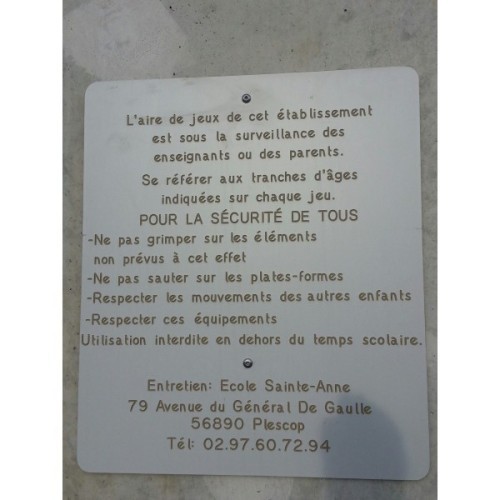 L'aire de jeux de cet établissement
est sous la surveillance des
enseignants ou des parents.
Se référer aux tranches d'âges
indiquées sur chaque jeu.
POUR LA SÉCURITÉ DE TOUS
-Ne pas grimper sur les éléments
non prévus à cet effet
-Ne pas sauter sur les plates-formes
-Respecter les mouvements des autres enfants
-Respecter ces équipements
Utilisation interdite en dehors du temps scolaire.
Entretien: Ecole Sainte-Anne
79 Avenue du Général De Gaulle
56890 Plescop
Tél: 02.97.60.72.94